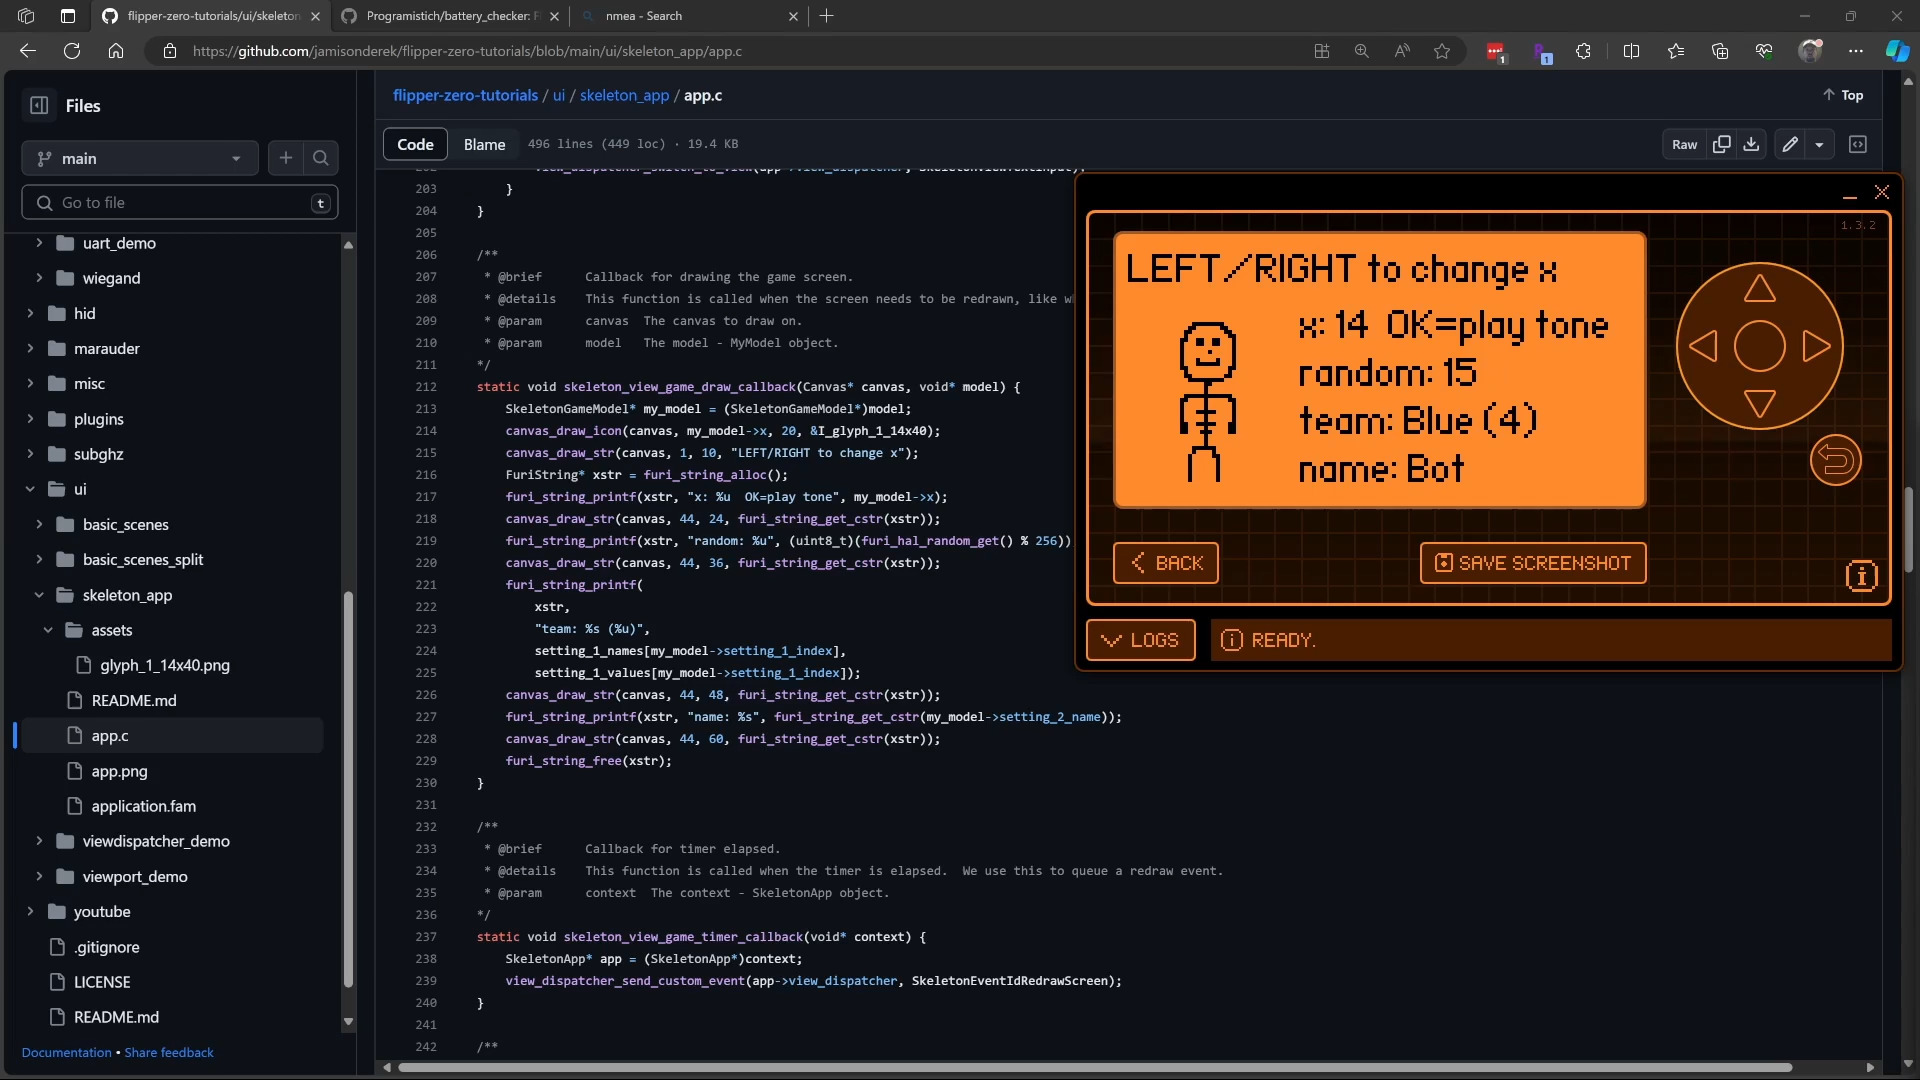 flipper-zero-tutorials/ui/skeleton
Programistich/battery_checker: F
nmea - Search
https://github.com/jamisonderek/flipper-zero-tutorials/blob/main/ui/skeleton_app/app.c
1
1
Files
main
Go to file
t
uart_demo
wiegand
hid
marauder
misc
plugins
subghz
ui
basic_scenes
basic_scenes_split
skeleton_app
assets
glyph_1_14x40.png
README.md
app.c
app.png
application.fam
viewdispatcher_demo
viewport_demo
youtube
.gitignore
LICENSE
README.md
Documentation • Share feedback
flipper-zero-tutorials / ui / skeleton_app / app.c
Top
Code
Blame
496 lines (449 loc) · 19.4 KB
Raw
203 }
204 }
205
206 /**
207 * @brief Callback for drawing the game screen.
208 * @details This function is called when the screen needs to be redrawn, like w
209 * @param canvas The canvas to draw on.
210 * @param model The model - MyModel object.
211 */
212 static void skeleton_view_game_draw_callback(Canvas* canvas, void* model) {
213 SkeletonGameModel* my_model = (SkeletonGameModel*)model;
214 canvas_draw_icon(canvas, my_model->x, 20, &I_glyph_1_14x40);
215 canvas_draw_str(canvas, 1, 10, "LEFT/RIGHT to change x");
216 FuriString* xstr = furi_string_alloc();
217 furi_string_printf(xstr, "x: %u  OK=play tone", my_model->x);
218 canvas_draw_str(canvas, 44, 24, furi_string_get_cstr(xstr));
219 furi_string_printf(xstr, "random: %u", (uint8_t)(furi_hal_random_get() % 256))
220 canvas_draw_str(canvas, 44, 36, furi_string_get_cstr(xstr));
221 furi_string_printf(
222 xstr,
223 "team: %s (%u)",
224 setting_1_names[my_model->setting_1_index],
225 setting_1_values[my_model->setting_1_index]);
226 canvas_draw_str(canvas, 44, 48, furi_string_get_cstr(xstr));
227 furi_string_printf(xstr, "name: %s", furi_string_get_cstr(my_model->setting_2_name));
228 canvas_draw_str(canvas, 44, 60, furi_string_get_cstr(xstr));
229 furi_string_free(xstr);
230 }
231
232 /**
233 * @brief Callback for timer elapsed.
234 * @details This function is called when the timer is elapsed.  We use this to queue a redraw event.
235 * @param context The context - SkeletonApp object.
236 */
237 static void skeleton_view_game_timer_callback(void* context) {
238 SkeletonApp* app = (SkeletonApp*)context;
239 view_dispatcher_send_custom_event(app->view_dispatcher, SkeletonEventIdRedrawScreen);
240 }
241
242 /**
1.3.2
LEFT/RIGHT to change x
x: 14 OK=play tone
random: 15
team: Blue (4)
name: Bot
BACK
SAVE SCREENSHOT
LOGS
READY.